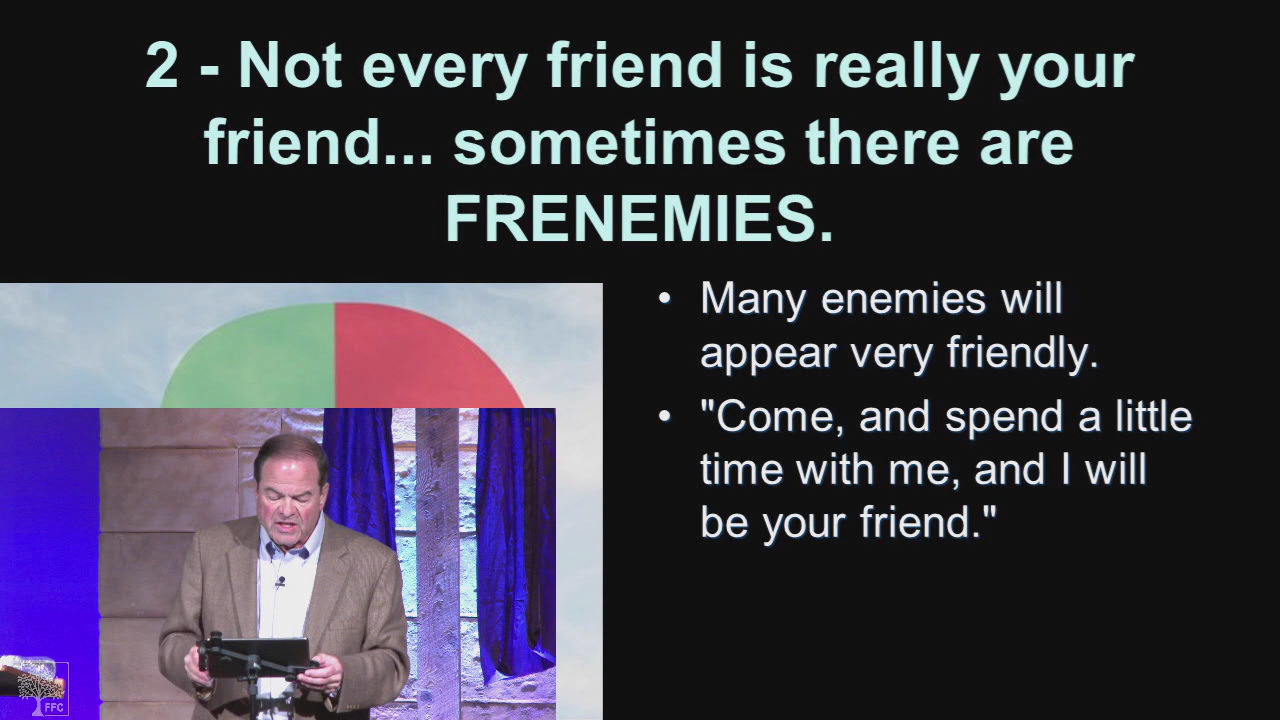 2 - Not every friend is really your
friend... sometimes there are
FRENEMIES.
• Many enemies will
appear very friendly.
• "Come, and spend a little
time with me, and I will
be your friend."
FFC